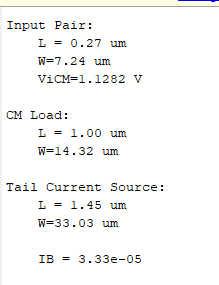 Input Pair:
L = 0.27 um
W=7.24 um
ViCM=1.1282 V
CM Load:
L = 1.00 um
W=14.32 um
Tail Current Source:
L = 1.45 um
W=33.03 um
IB = 3.33e-05